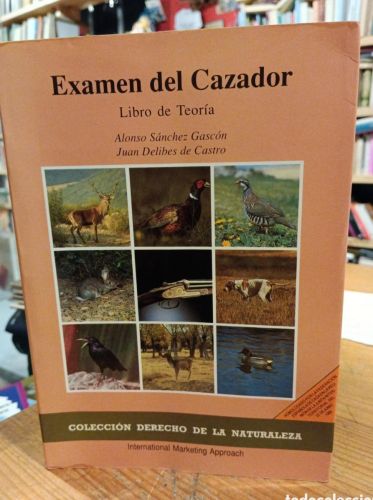 Examen del Cazador
Libro de Teoría
Alonso Sánchez Gascón
Juan Delibes de Castro
COLECCIÓN DERECHO DE LA NATURALEZA
International Marketing Approach
todocoleccion